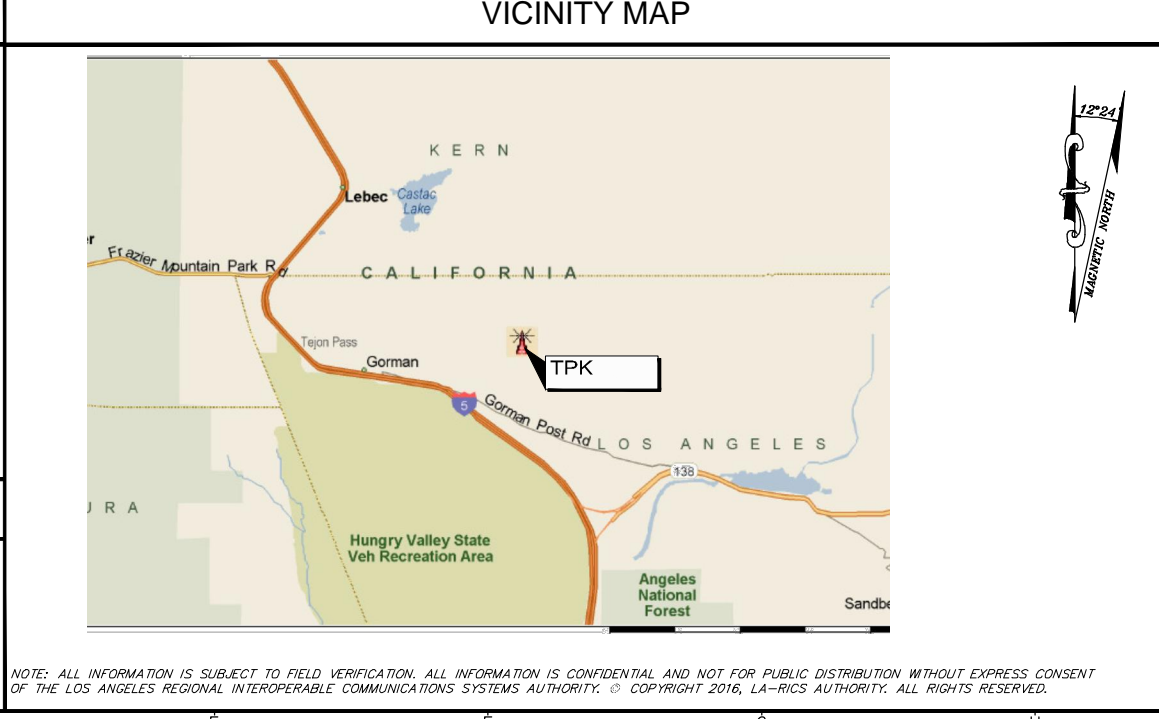 VICINITY MAP
12°24'
MAGNETIC NORTH
KERN
Lebec
Castac
Lake
r
Frazier Mountain Park Rd
CALIFORNIA
Tejon Pass
Gorman
TPK
5
Gorman Post Rd
LOS ANGELES
138
URA
Hungry Valley State
Veh Recreation Area
Angeles
National
Forest
Sandbe
NOTE: ALL INFORMATION IS SUBJECT TO FIELD VERIFICATION. ALL INFORMATION IS CONFIDENTIAL AND NOT FOR PUBLIC DISTRIBUTION WITHOUT EXPRESS CONSENT
OF THE LOS ANGELES REGIONAL INTEROPERABLE COMMUNICATIONS SYSTEMS AUTHORITY. © COPYRIGHT 2016, LA-RICS AUTHORITY. ALL RIGHTS RESERVED.